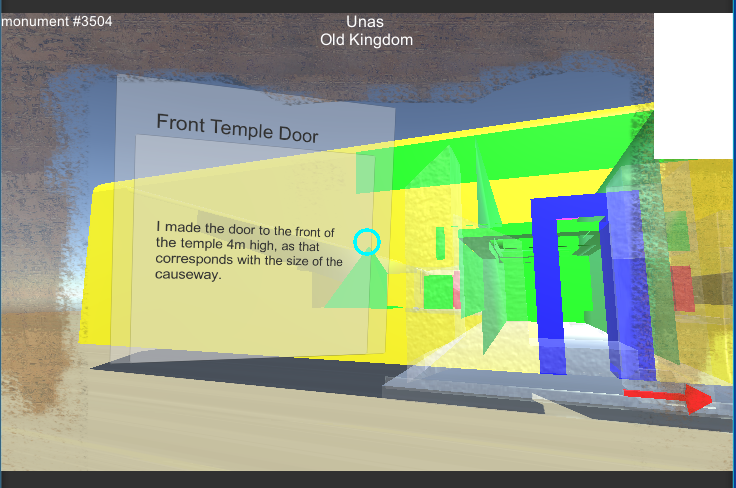 monument #3504
Unas
Old Kingdom
Front Temple Door
I made the door to the front of
the temple 4m high, as that
corresponds with the size of the
causeway.